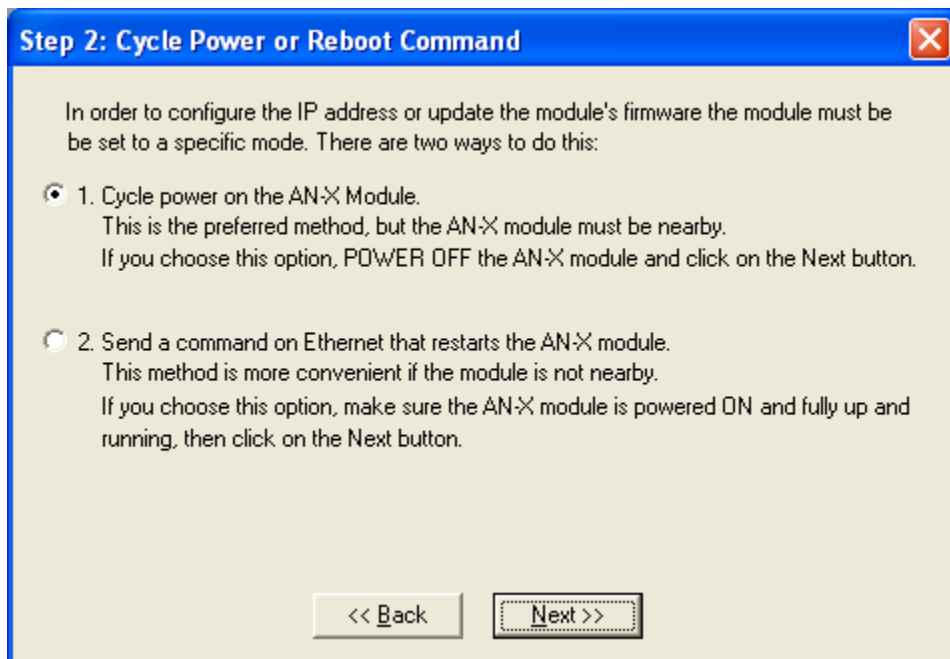 Step 2: Cycle Power or Reboot Command
In order to configure the IP address or update the module's firmware the module must be
be set to a specific mode. There are two ways to do this:
1. Cycle power on the AN-X Module.
This is the preferred method, but the AN-X module must be nearby.
If you choose this option, POWER OFF the AN-X module and click on the Next button.
2. Send a command on Ethernet that restarts the AN-X module.
This method is more convenient if the module is not nearby.
If you choose this option, make sure the AN-X module is powered ON and fully up and
running, then click on the Next button.
<< Back
Next >>